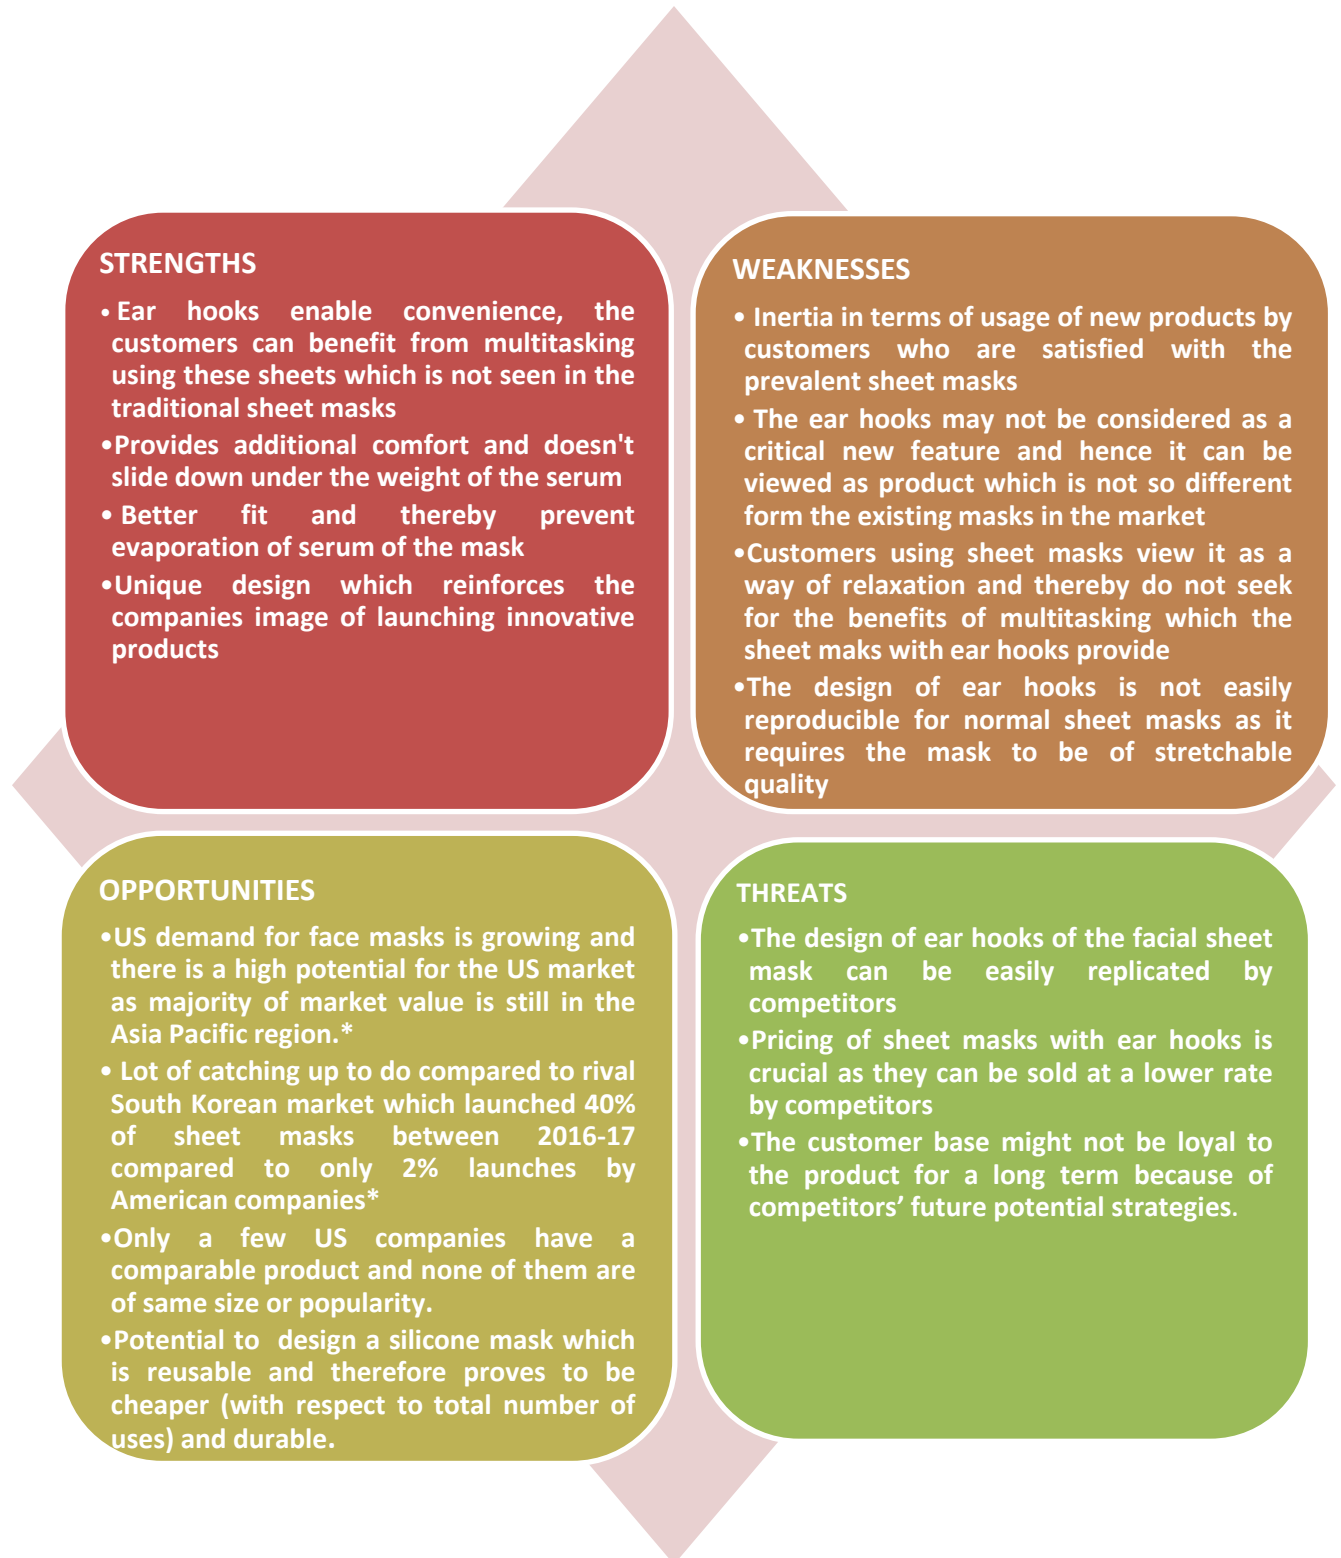 STRENGTHS
• Ear hooks enable convenience, the
customers can benefit from multitasking
using these sheets which is not seen in the
traditional sheet masks
•Provides additional comfort and doesn't
slide down under the weight of the serum
• Better fit and thereby prevent
evaporation of serum of the mask
•Unique design which reinforces the
companies image of launching innovative
products
WEAKNESSES
• Inertia in terms of usage of new products by
customers who are satisfied with the
prevalent sheet masks
• The ear hooks may not be considered as a
critical new feature and hence it can be
viewed as product which is not so different
form the existing masks in the market
•Customers using sheet masks view it as a
way of relaxation and thereby do not seek
for the benefits of multitasking which the
sheet maks with ear hooks provide
•The design of ear hooks is not easily
reproducible for normal sheet masks as it
requires the mask to be of stretchable
quality
OPPORTUNITIES
•US demand for face masks is growing and
there is a high potential for the US market
as majority of market value is still in the
Asia Pacific region.*
• Lot of catching up to do compared to rival
South Korean market which launched 40%
of sheet masks between 2016-17
compared to only 2% launches by
American companies*
•Only a few US companies have a
comparable product and none of them are
of same size or popularity.
•Potential to design a silicone mask which
is reusable and therefore proves to be
cheaper (with respect to total number of
uses) and durable.
THREATS
•The design of ear hooks of the facial sheet
mask can be easily replicated by
competitors
•Pricing of sheet masks with ear hooks is
crucial as they can be sold at a lower rate
by competitors
•The customer base might not be loyal to
the product for a long term because of
competitors’ future potential strategies.